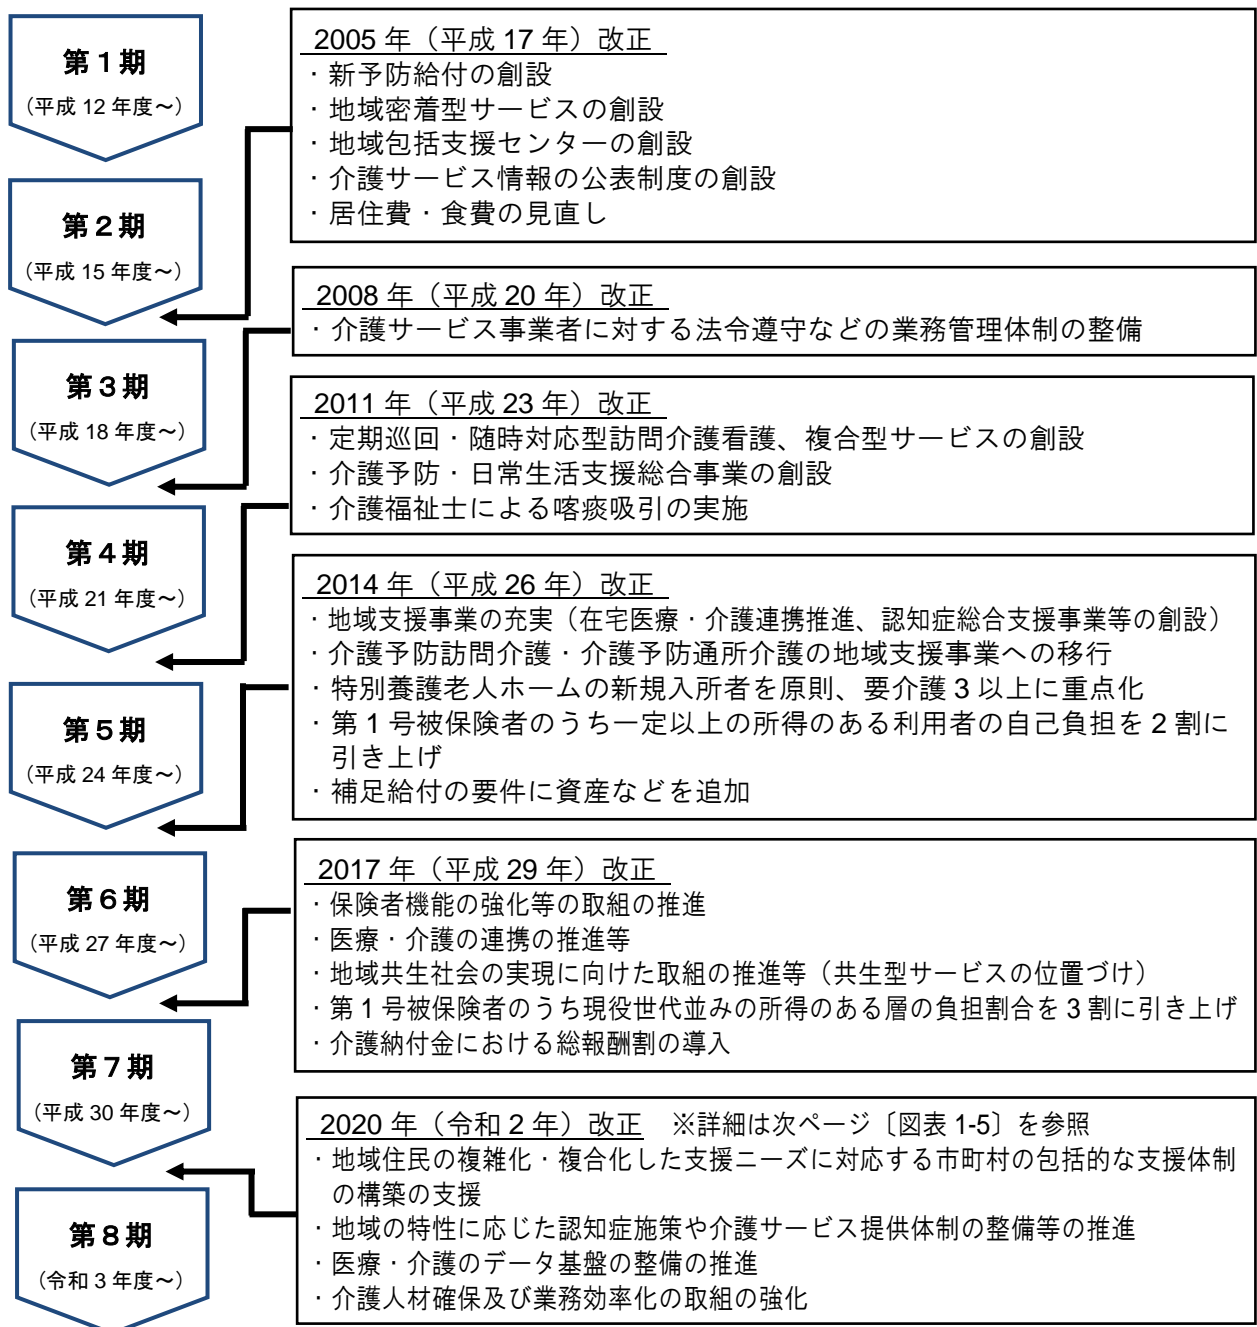 第１期
（平成 12 年度～）
第２期
（平成 15 年度～）
第３期
（平成 18 年度～）
第４期
（平成 21 年度～）
第５期
（平成 24 年度～）
第６期
（平成 27 年度～）
第７期
（平成 30 年度～）
第８期
（令和 3 年度～）
2005 年（平成 17 年）改正
・新予防給付の創設
・地域密着型サービスの創設
・地域包括支援センターの創設
・介護サービス情報の公表制度の創設
・居住費・食費の見直し
2008 年（平成 20 年）改正
・介護サービス事業者に対する法令遵守などの業務管理体制の整備
2011 年（平成 23 年）改正
・定期巡回・随時対応型訪問介護看護、複合型サービスの創設
・介護予防・日常生活支援総合事業の創設
・介護福祉士による喀痰吸引の実施
2014 年（平成 26 年）改正
・地域支援事業の充実（在宅医療・介護連携推進、認知症総合支援事業等の創設）
・介護予防訪問介護・介護予防通所介護の地域支援事業への移行
・特別養護老人ホームの新規入所者を原則、要介護 3 以上に重点化
・第 1 号被保険者のうち一定以上の所得のある利用者の自己負担を 2 割に
引き上げ
・補足給付の要件に資産などを追加
2017 年（平成 29 年）改正
・保険者機能の強化等の取組の推進
・医療・介護の連携の推進等
・地域共生社会の実現に向けた取組の推進等（共生型サービスの位置づけ）
・第 1 号被保険者のうち現役世代並みの所得のある層の負担割合を 3 割に引き上げ
・介護納付金における総報酬割の導入
2020 年（令和 2 年）改正　※詳細は次ページ〔図表 1-5〕を参照
・地域住民の複雑化・複合化した支援ニーズに対応する市町村の包括的な支援体制
の構築の支援
・地域の特性に応じた認知症施策や介護サービス提供体制の整備等の推進
・医療・介護のデータ基盤の整備の推進
・介護人材確保及び業務効率化の取組の強化